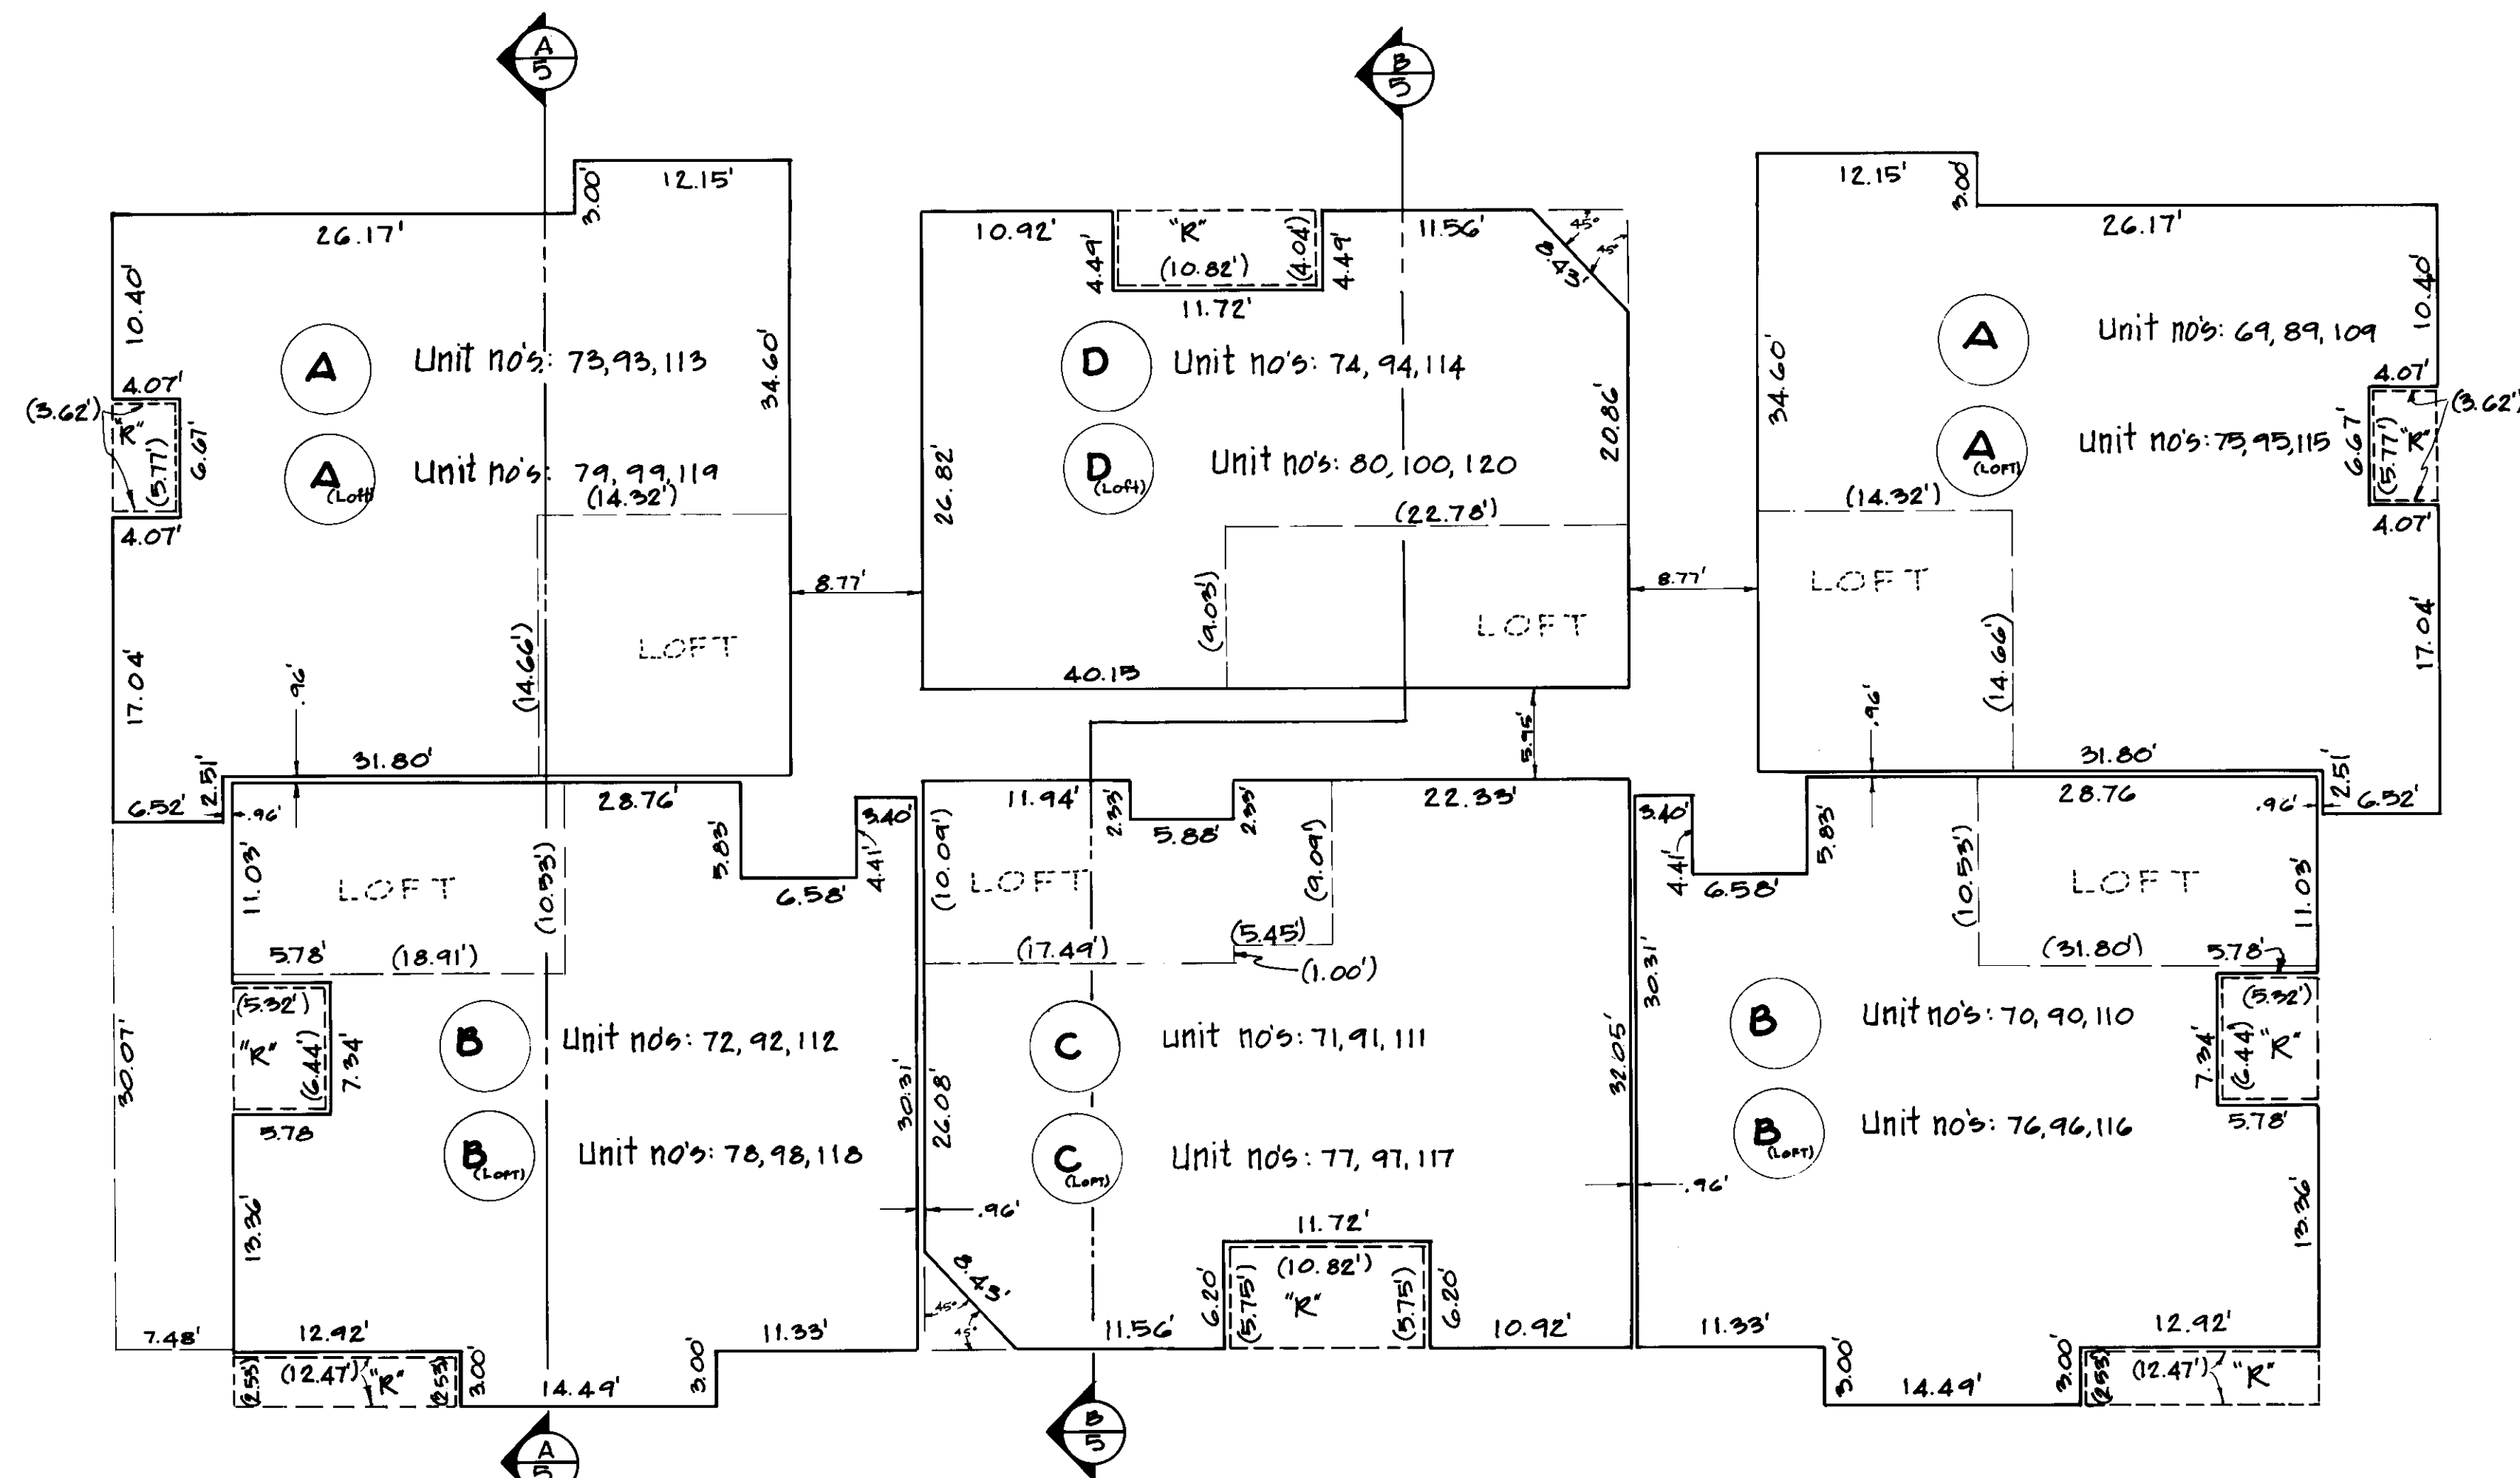 A
5
B
5
26.17'
3.00'
12.15'
10.40'
4.07'
(3.62')
"R"
(5.77')
6.67'
4.07'
17.04'
34.60'
A
Unit no's: 73,93,113
A
(Loft)
Unit no's: 79,99,119
(14.32')
(14.66')
LOFT
.96'
31.80'
2.51'
6.52'
.96'
8.77'
10.92'
4.49'
"R"
(10.82')
(4.04')
4.49'
11.72'
11.56'
45°
45°
8.43'
D
Unit no's: 74,94,114
D
(Loft)
Unit no's: 80,100,120
26.82'
20.86'
(22.78')
(9.03')
LOFT
40.15
5.95'
8.77'
12.15'
3.00'
26.17'
10.40'
34.60'
A
Unit no's: 69,89,109
A
(LOFT)
Unit no's: 75,95,115
4.07'
(3.62')
6.67'
(5.77')
"R"
4.07'
(14.32')
LOFT
(14.66')
17.04'
.96'
31.80'
2.51'
.96'
6.52'
28.76'
5.83'
6.58'
4.41'
3.40'
11.03'
LOFT
(10.53')
5.78'
(18.91')
(5.32')
"R"
(6.44')
7.34'
5.78
30.07'
B
Unit no's: 72,92,112
B
(LOFT)
Unit no's: 78,98,118
30.31'
13.36'
7.48'
12.92'
11.33'
(2.53')
(12.47')
"R"
(2.53')
3.00'
14.49'
3.00'
11.94'
2.33'
5.88'
2.33'
22.33'
(10.09')
LOFT
(9.09')
(17.49')
(5.45')
(1.00')
C
Unit no's: 71,91,111
C
(LOFT)
Unit no's: 77, 97,117
26.08'
32.05'
.96'
8.43'
45°
45°
11.56'
6.20'
11.72'
(10.82')
(5.75')
"R"
(5.75')
6.20'
10.92'
3.40'
4.41'
6.58'
5.83'
28.76
(10.53')
LOFT
11.03'
(31.80')
5.78'
(5.32')
7.34'
(6.44')
"R"
5.78'
30.31'
B
Unit no's: 70,90,110
B
(LOFT)
Unit no's: 76,96,116
.96'
13.36'
11.33'
12.92'
3.00'
14.49'
3.00'
(2.53')
(12.47')
"R"
A
5
B
5